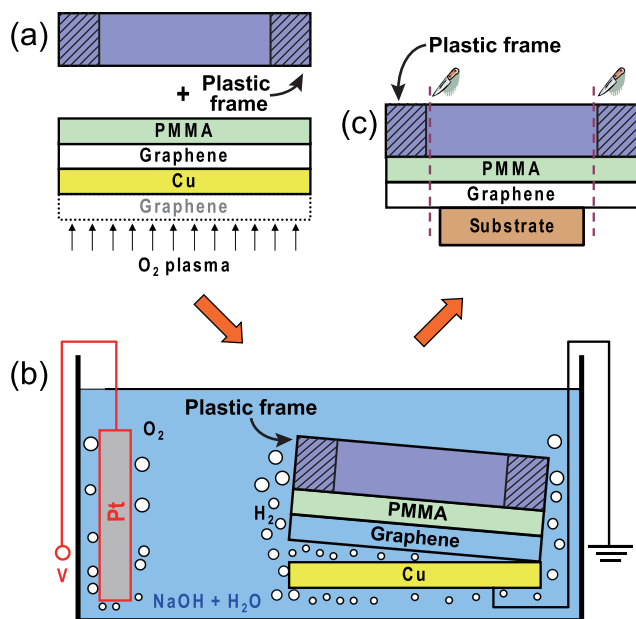 (a)
+ Plastic
frame
PMMA
Graphene
Cu
Graphene
O₂ plasma
Plastic frame
(c)
PMMA
Graphene
Substrate
(b)
Plastic frame
O₂
Pt
V
H₂
PMMA
Graphene
Cu
NaOH + H₂O